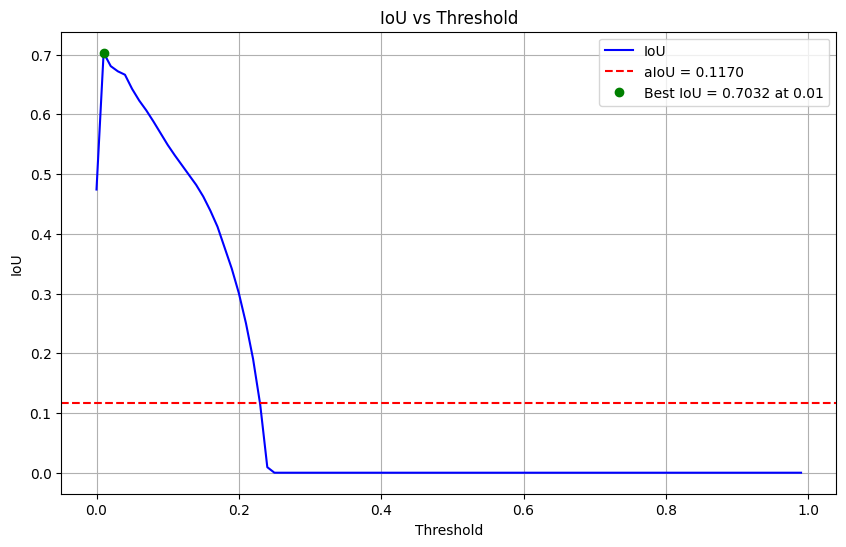 IoU vs Threshold
IoU
aIoU = 0.1170
Best IoU = 0.7032 at 0.01
0.7
0.6
0.5
0.4
0.3
0.2
0.1
0.0
IoU
0.0 0.2 0.4 0.6 0.8 1.0
Threshold